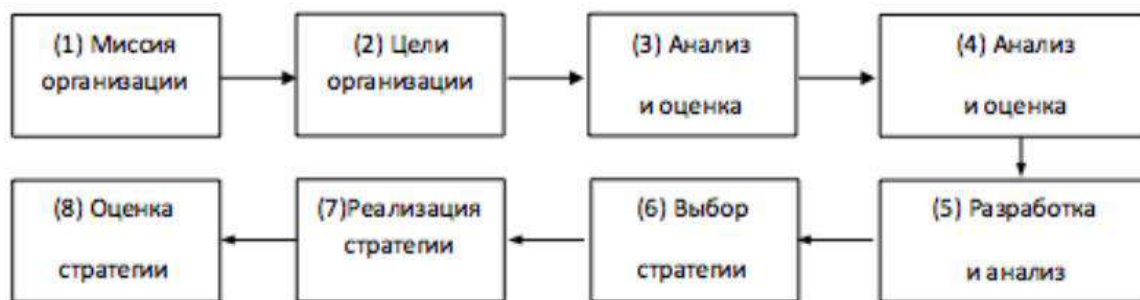 (1) Миссия
организации
(2) Цели
организации
(3) Анализ
и оценка
(4) Анализ
и оценка
(5) Разработка
и анализ
(6) Выбор
стратегии
(7)Реализация
стратегии
(8) Оценка
стратегии